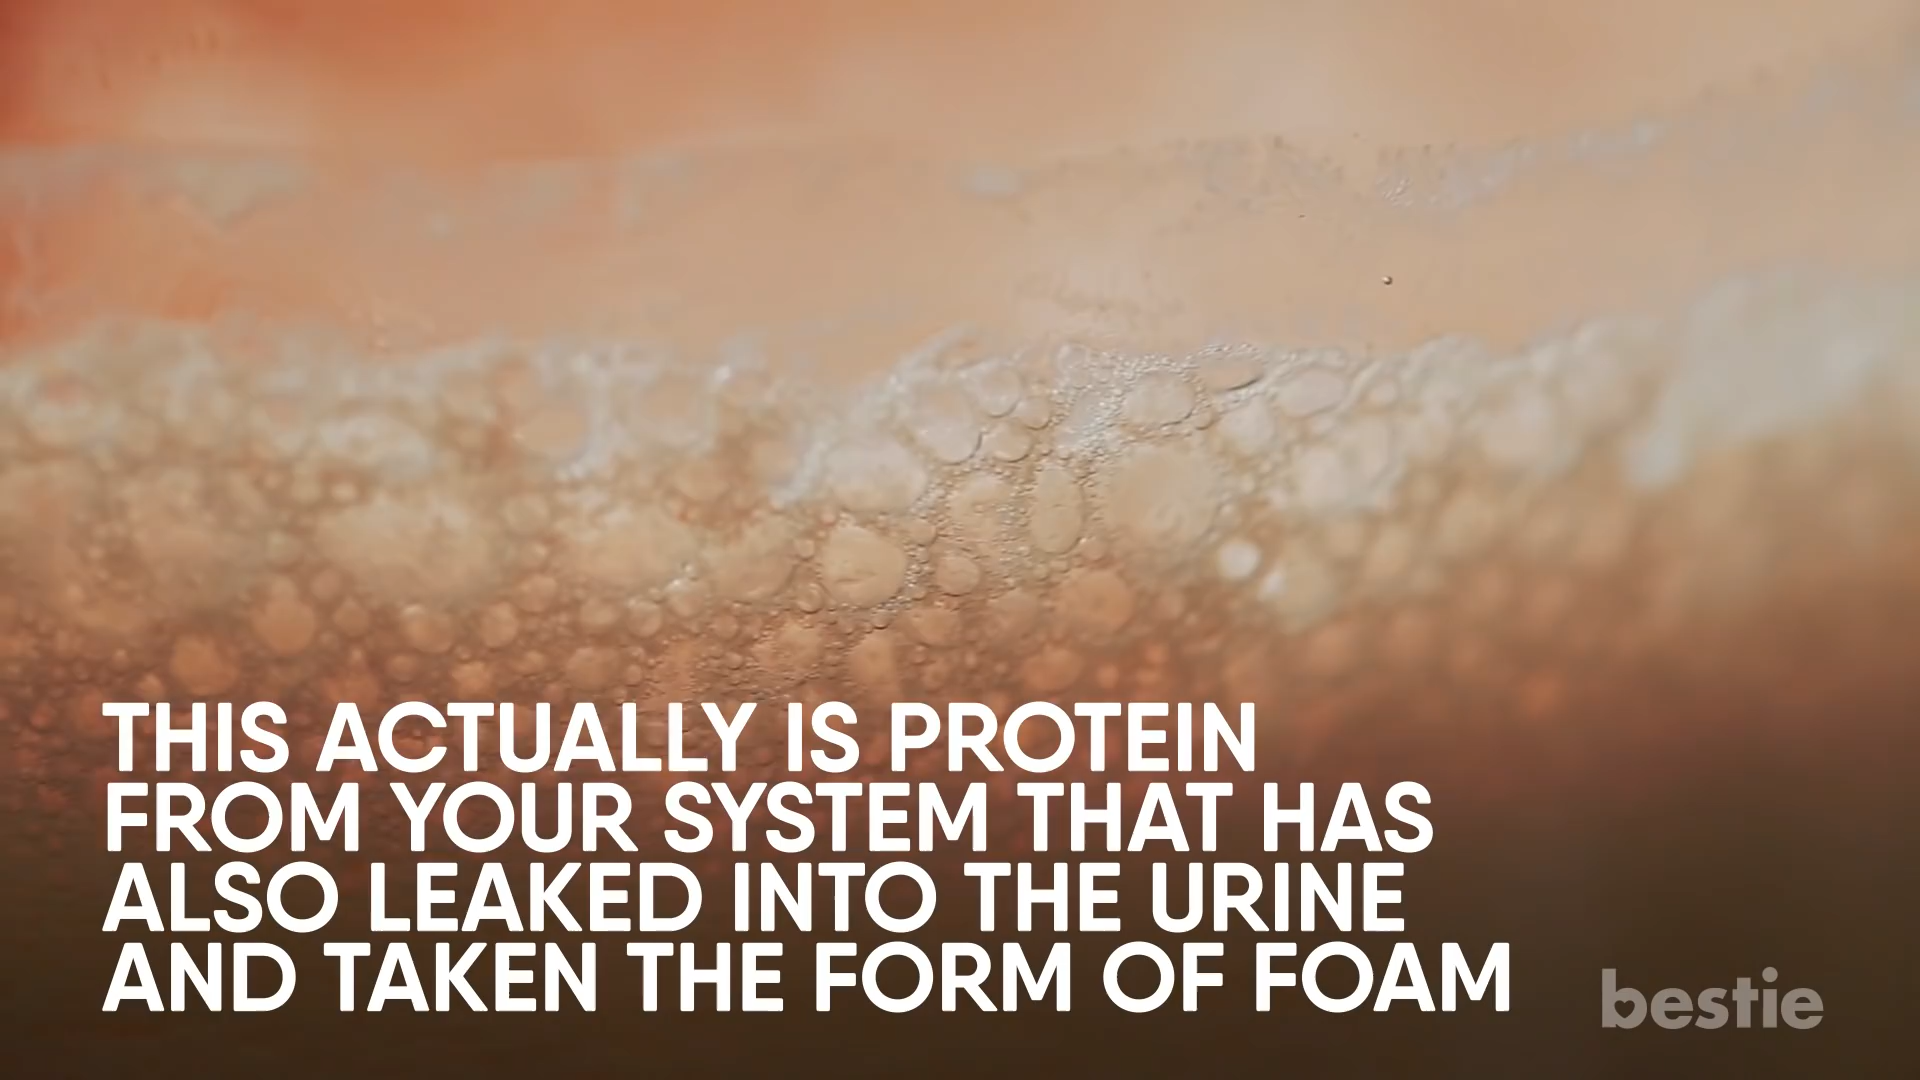 THIS ACTUALLY IS PROTEIN
FROM YOUR SYSTEM THAT HAS
ALSO LEAKED INTO THE URINE
AND TAKEN THE FORM OF FOAM
bestie